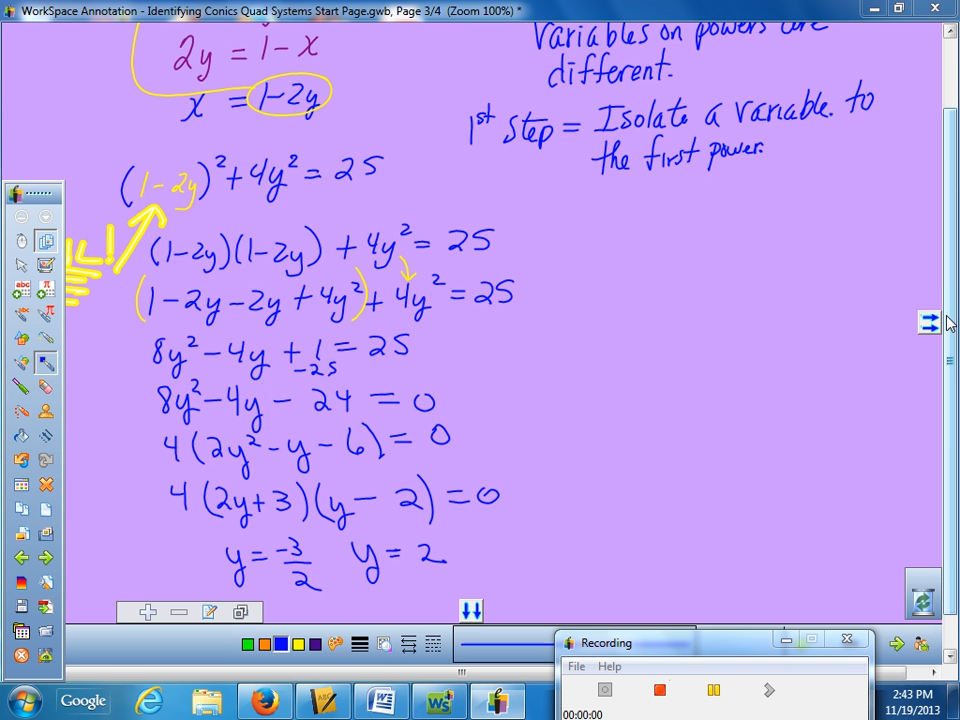 WorkSpace Annotation - Identifying Conics Quad Systems Start Page.gwb, Page 3/4 (Zoom 100%) *
Variables on powers are
different.
2y = 1 - x
x = 1-2y
1st Step = Isolate a variable to
the first power.
(1-2y)² + 4y² = 25
(1-2y)(1-2y) + 4y² = 25
(1 - 2y - 2y + 4y²) + 4y² = 25
8y² - 4y + 1 = 25
-25
8y² - 4y - 24 = 0
4(2y² - y - 6) = 0
4(2y+3)(y - 2) = 0
y = -3/2 y = 2
Recording
File Help
00:00:00
Google
2:43 PM
11/19/2013